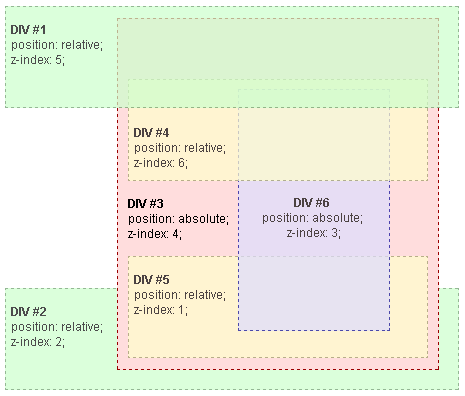 DIV #1
position: relative;
z-index: 5;
DIV #4
position: relative;
z-index: 6;
DIV #3
position: absolute;
z-index: 4;
DIV #6
position: absolute;
z-index: 3;
DIV #5
position: relative;
z-index: 1;
DIV #2
position: relative;
z-index: 2;